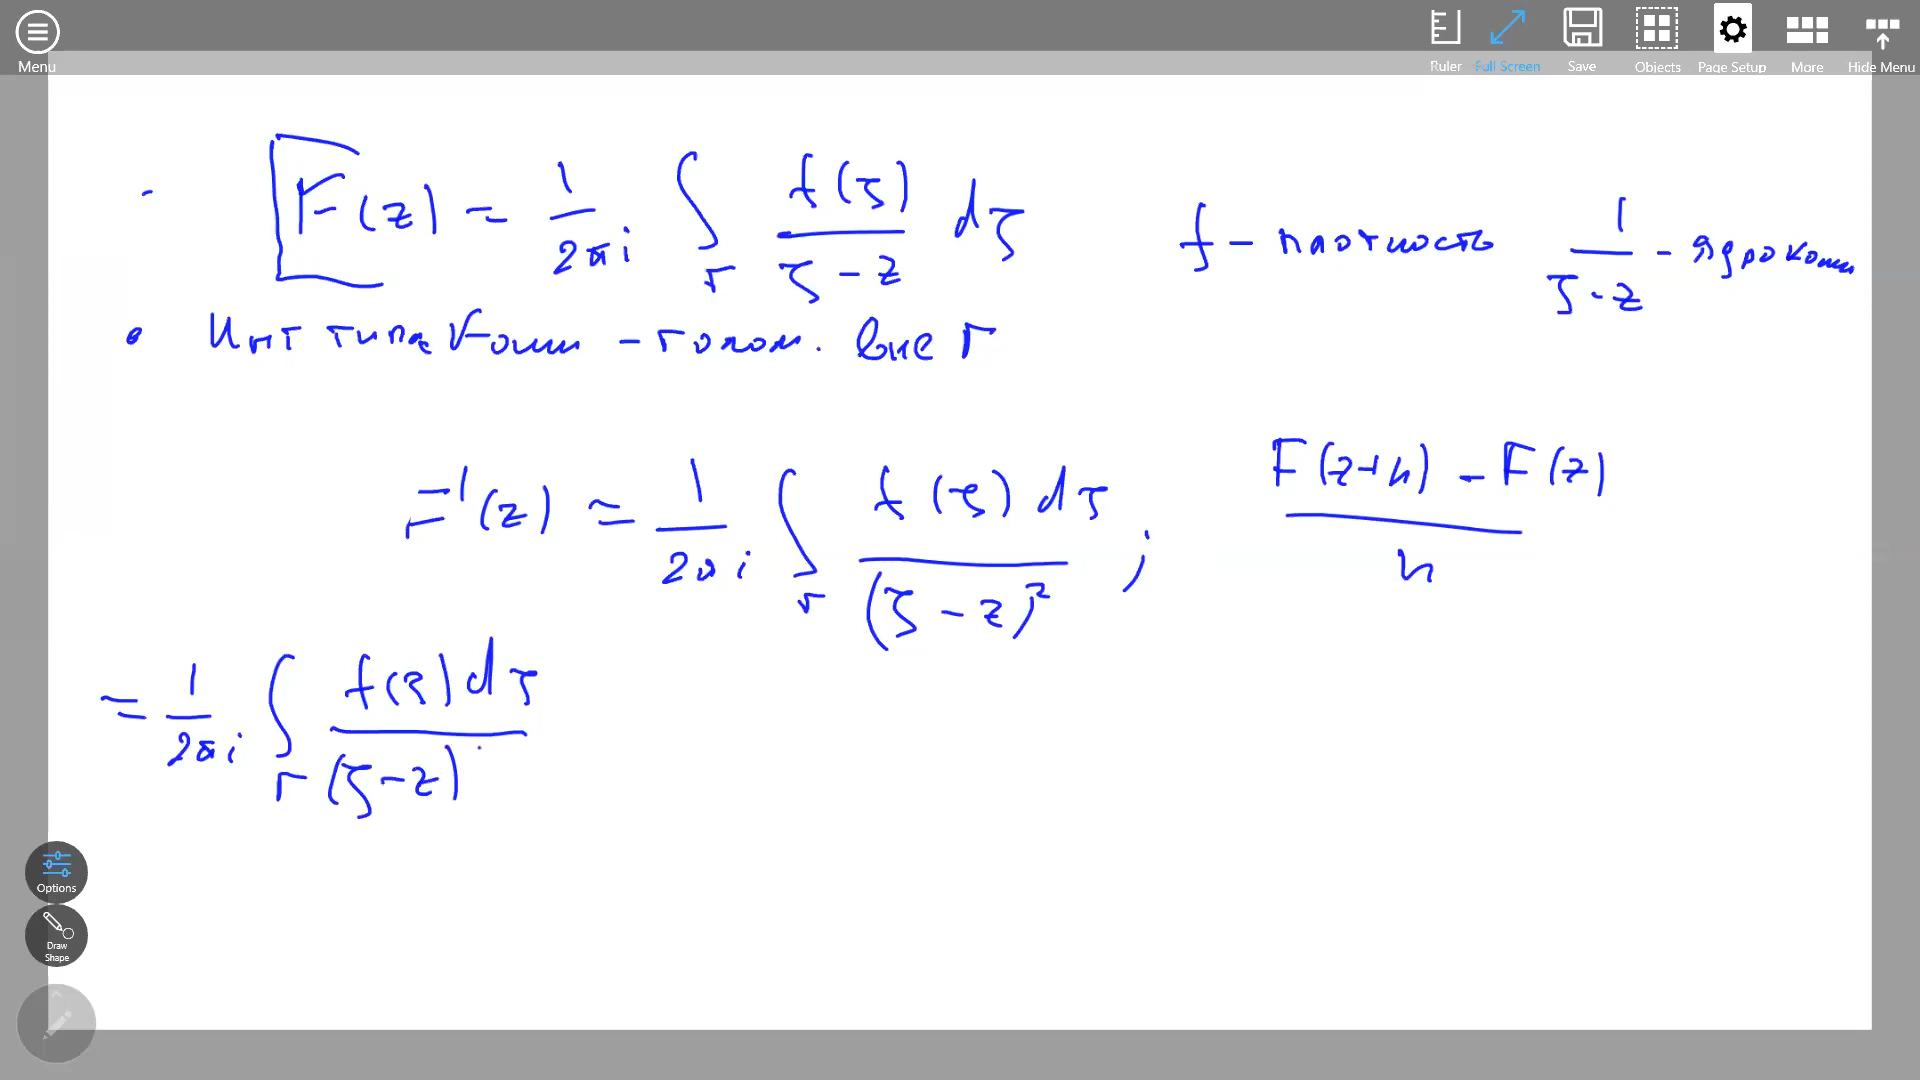 Menu Ruler Full Screen Save Objects Page Setup More Hide Menu
F(z) = 1/(2πi) ∫_Γ f(ζ)/(ζ - z) dζ f - плотность 1/(ζ - z) - ядро Коши
• Инт типа Коши - голом. вне Γ
F'(z) = 1/(2πi) ∫_Γ f(ζ) dζ/(ζ - z)² ; (F(z+h) - F(z))/h
= 1/(2πi) ∫_Γ f(ζ) dζ/(ζ - z)
Options
Draw Shape